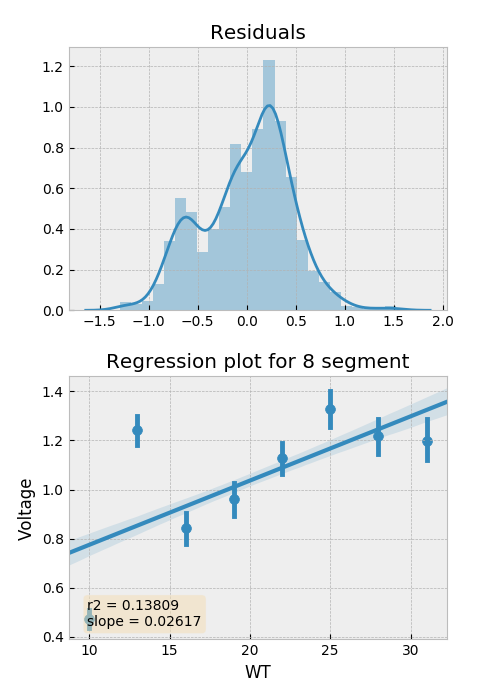 Residuals
1.2
1.0
0.8
0.6
0.4
0.2
0.0
−1.5 −1.0 −0.5 0.0 0.5 1.0 1.5 2.0
Regression plot for 8 segment
1.4
1.2
1.0
0.8
0.6
0.4
Voltage
r2 = 0.13809
slope = 0.02617
10 15 20 25 30
WT